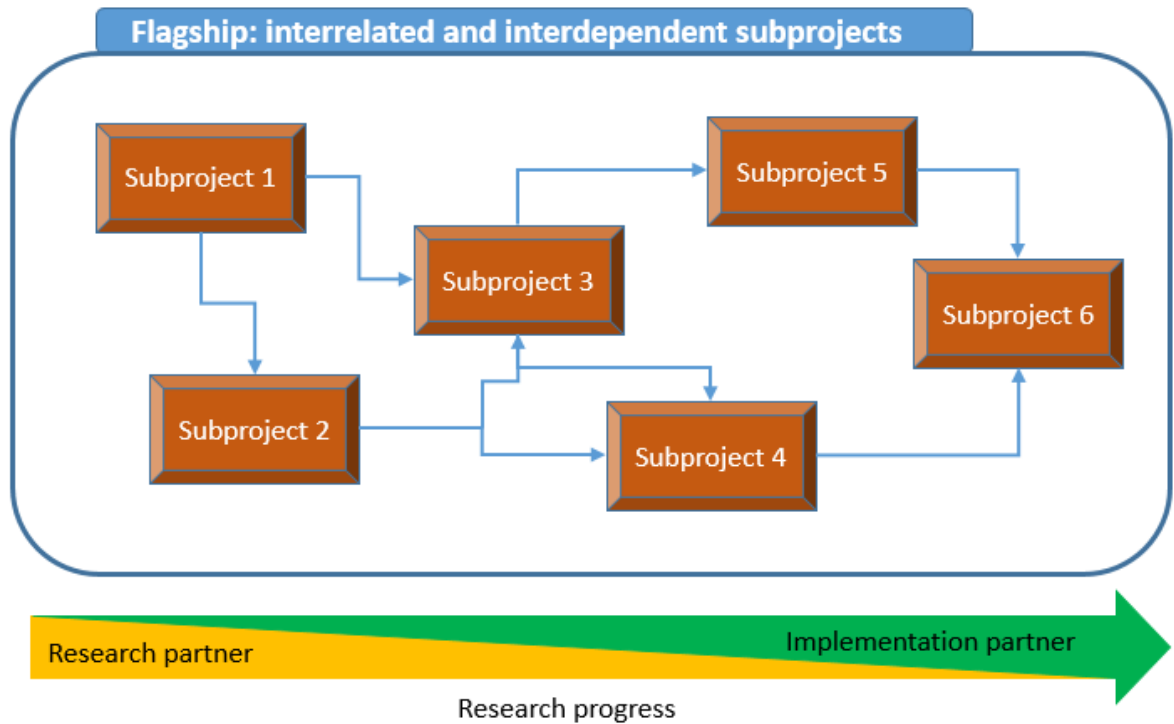 Flagship: interrelated and interdependent subprojects
Subproject 1
Subproject 5
Subproject 3
Subproject 6
Subproject 2
Subproject 4
Research partner
Implementation partner
Research progress